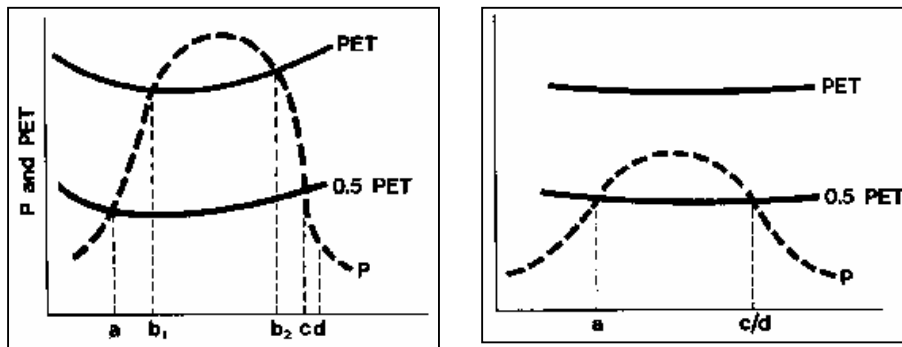 PET
P and PET
0.5 PET
P
a b₁ b₂ c d
PET
0.5 PET
P
a c/d